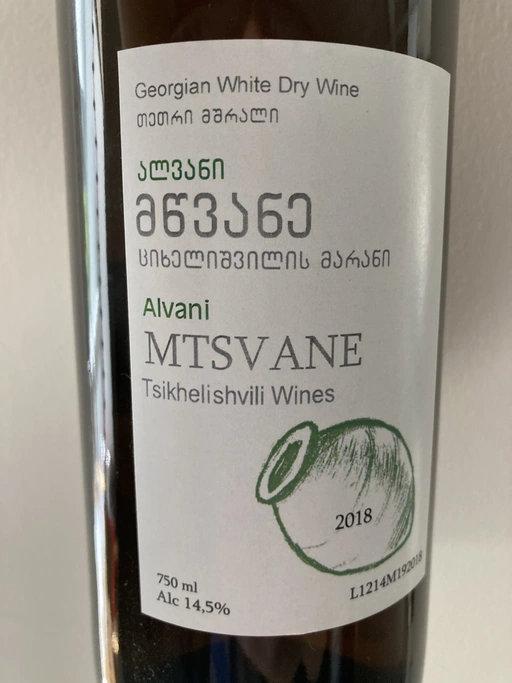 Georgian White Dry Wine
თეთრი მშრალი
ალვანი
მწვანე
ციხელიშვილის მარანი
Alvani
MTSVANE
Tsikhelishvili Wines
2018
750 ml
Alc 14,5%
L1214M192018